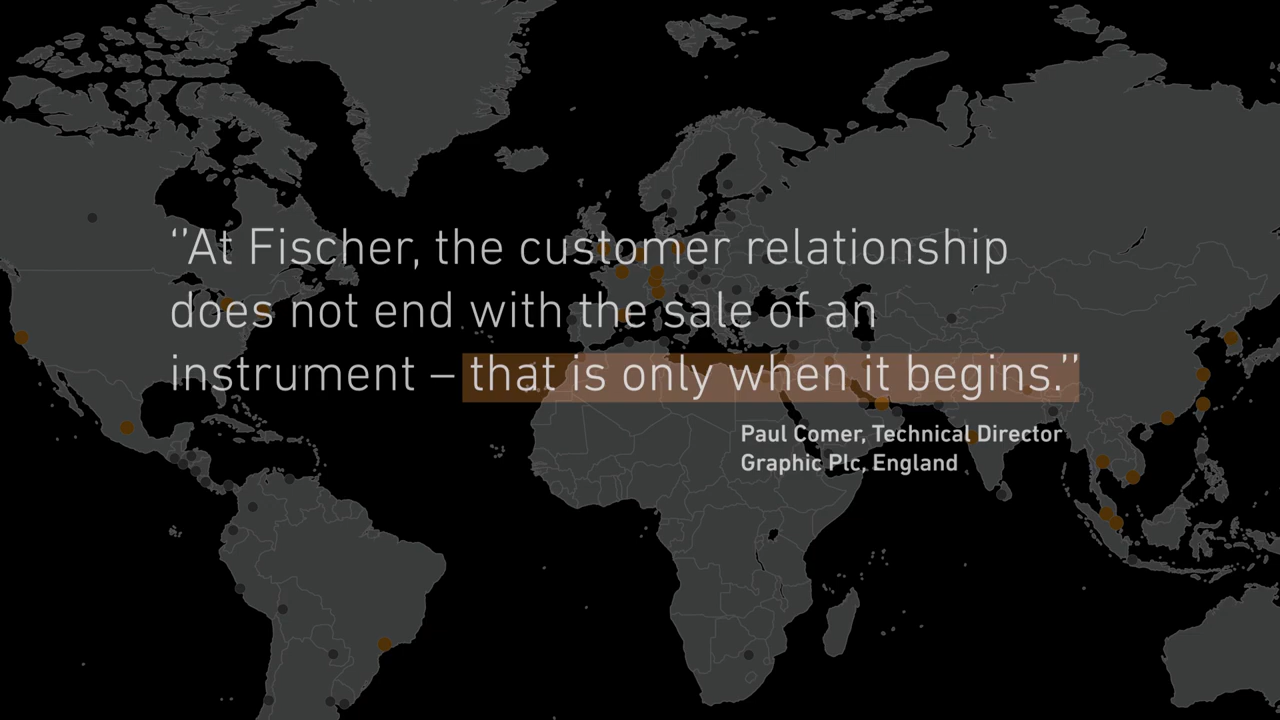 ‘’At Fischer, the customer relationship
does not end with the sale of an
instrument – that is only when it begins.’’
Paul Comer, Technical Director
Graphic Plc, England